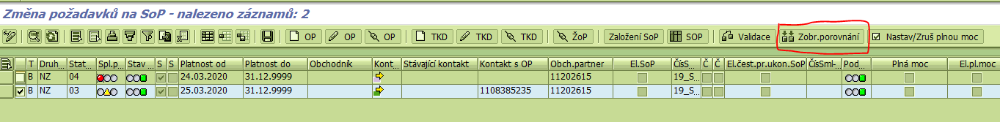 Změna požadavků na SoP - nalezeno záznamů: 2
OP OP OP TKD TKD TKD ŽoP Založení SoP SOP Validace Zobr.porovnání Nastav/Zruš plnou moc
T Druh... Stat... Spl.p... Stav ... S S Platnost od Platnost do Obchodník Kont... Stávající kontakt Kontakt s OP Obch.partner El.SoP ČísS... Č Č El.čest.pr.ukon.SoP ČísSml-... Pod... Plná moc El.pl.moc
B NZ 04 24.03.2020 31.12.9999 11202615 19_S...
B NZ 03 25.03.2020 31.12.9999 1108385235 11202615 19_S...